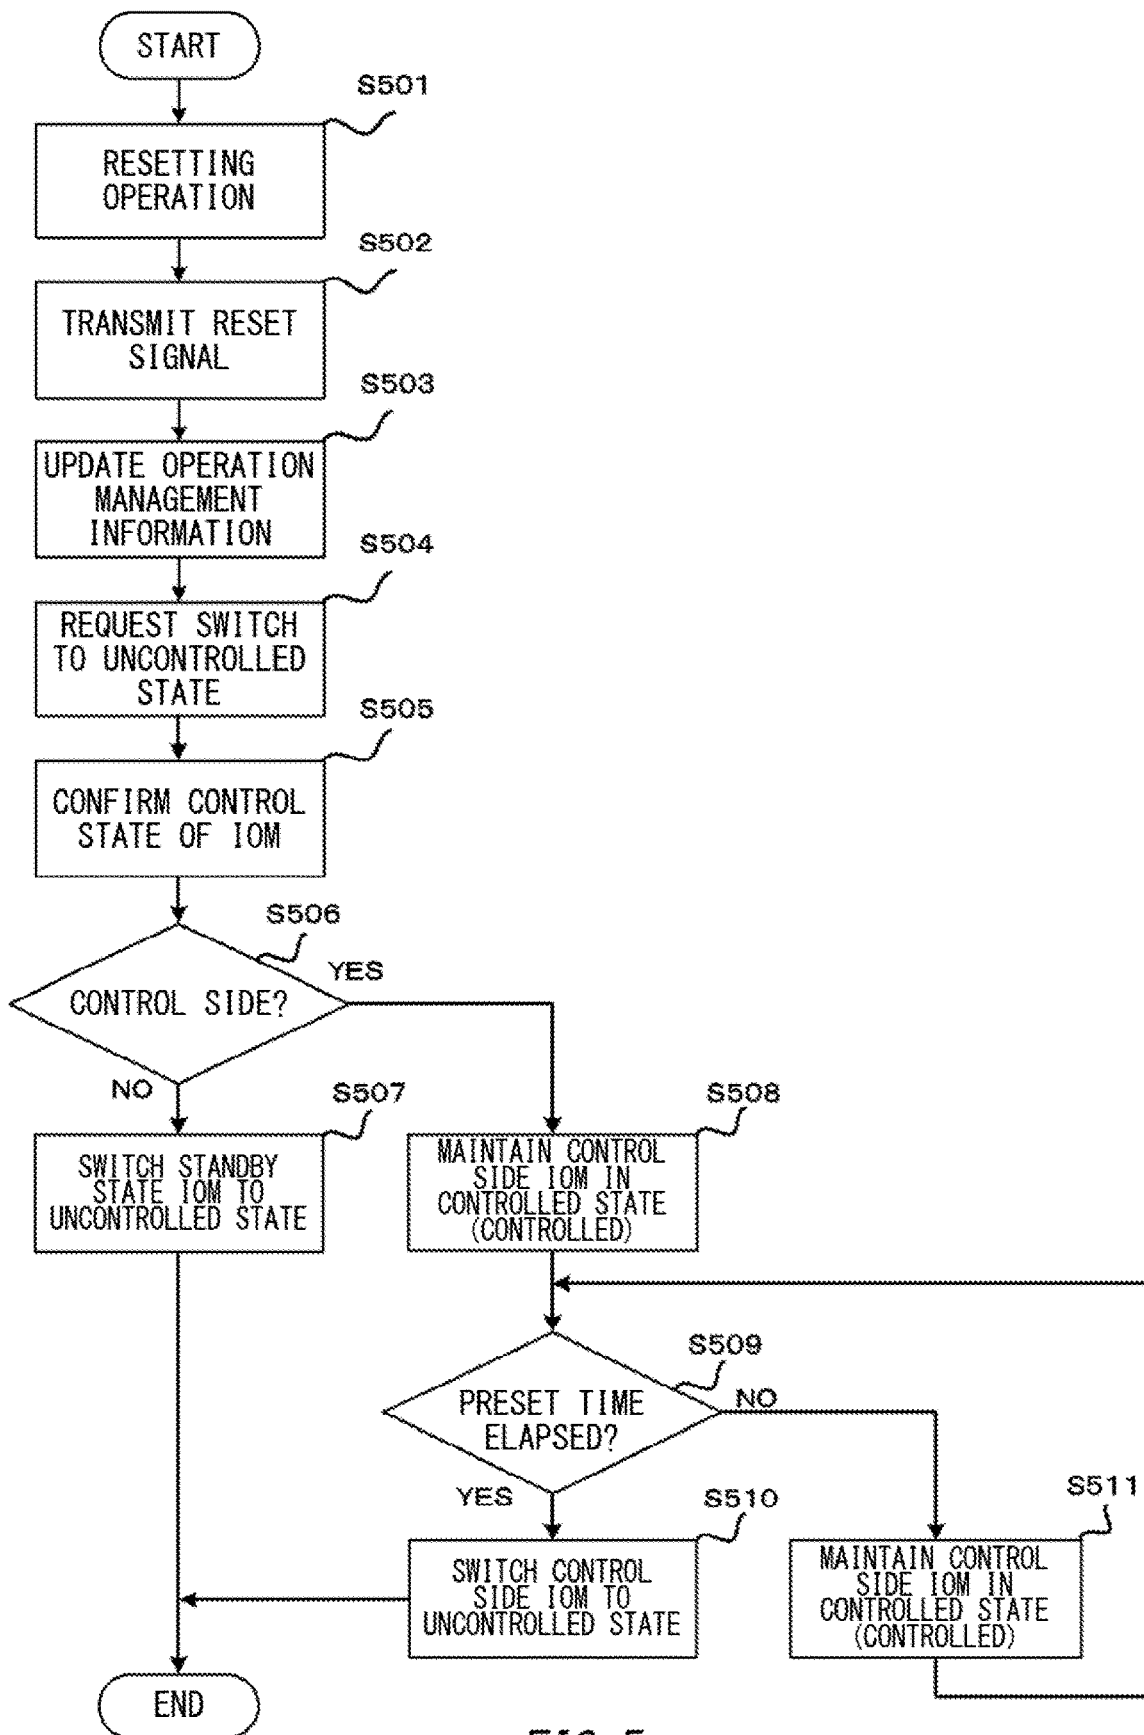 START
S501
RESETTING
OPERATION
S502
TRANSMIT RESET
SIGNAL
S503
UPDATE OPERATION
MANAGEMENT
INFORMATION
S504
REQUEST SWITCH
TO UNCONTROLLED
STATE
S505
CONFIRM CONTROL
STATE OF IOM
S506
CONTROL SIDE?
YES
NO
S507
SWITCH STANDBY
STATE IOM TO
UNCONTROLLED STATE
S508
MAINTAIN CONTROL
SIDE IOM IN
CONTROLLED STATE
(CONTROLLED)
S509
PRESET TIME
ELAPSED?
NO
YES
S510
SWITCH CONTROL
SIDE IOM TO
UNCONTROLLED STATE
S511
MAINTAIN CONTROL
SIDE IOM IN
CONTROLLED STATE
(CONTROLLED)
END